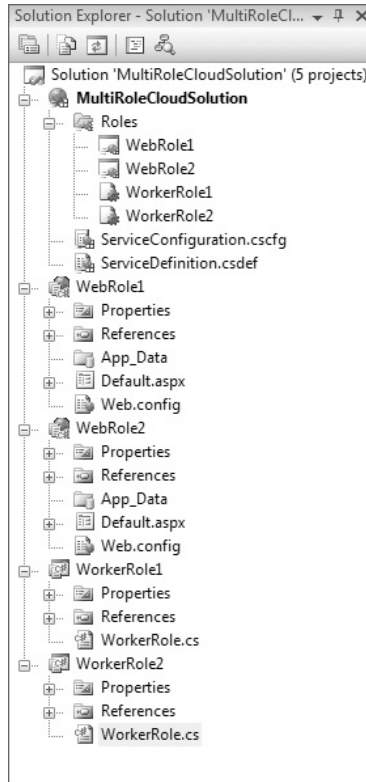 Solution Explorer - Solution 'MultiRoleCl...
Solution 'MultiRoleCloudSolution' (5 projects)
MultiRoleCloudSolution
Roles
WebRole1
WebRole2
WorkerRole1
WorkerRole2
ServiceConfiguration.cscfg
ServiceDefinition.csdef
WebRole1
Properties
References
App_Data
Default.aspx
Web.config
WebRole2
Properties
References
App_Data
Default.aspx
Web.config
WorkerRole1
Properties
References
WorkerRole.cs
WorkerRole2
Properties
References
WorkerRole.cs